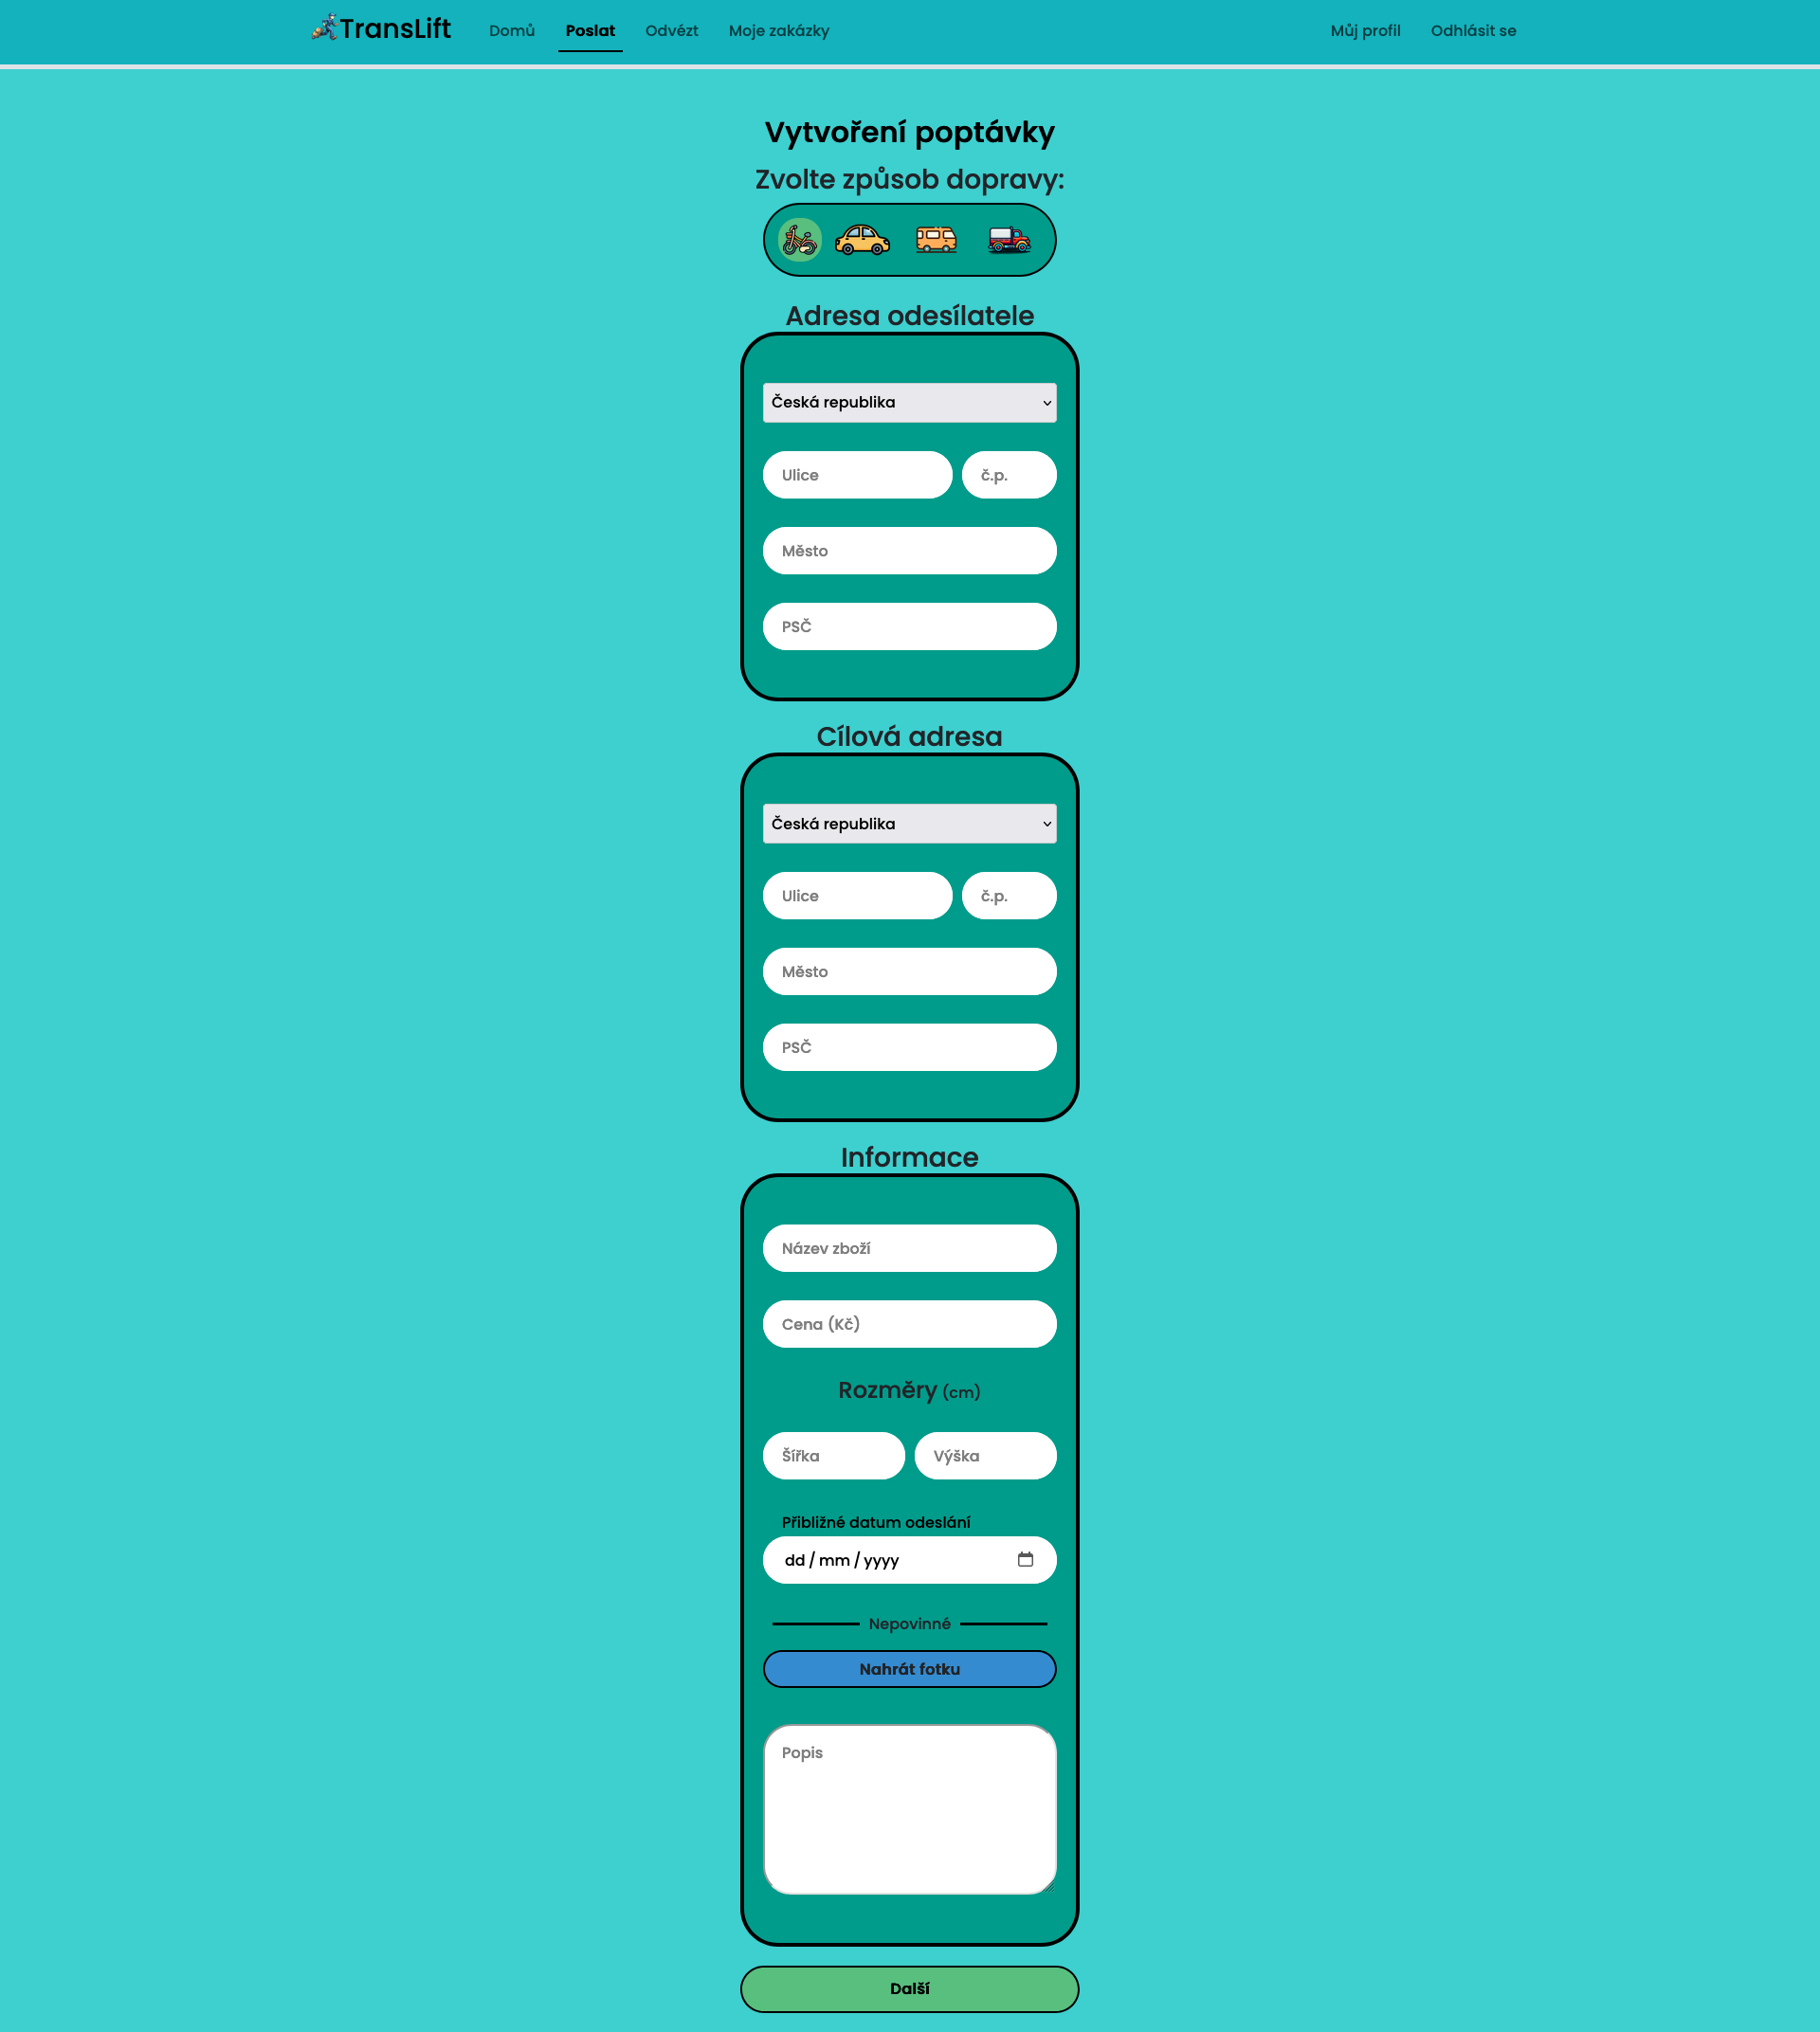 TransLift
Domů
Poslat
Odvézt
Moje zakázky
Můj profil
Odhlásit se
Vytvoření poptávky
Zvolte způsob dopravy:
Adresa odesílatele
Česká republika
Ulice
č.p.
Město
PSČ
Cílová adresa
Česká republika
Ulice
č.p.
Město
PSČ
Informace
Název zboží
Cena (Kč)
Rozměry (cm)
Šířka
Výška
Přibližné datum odeslání
dd / mm / yyyy
Nepovinné
Nahrát fotku
Popis
Další